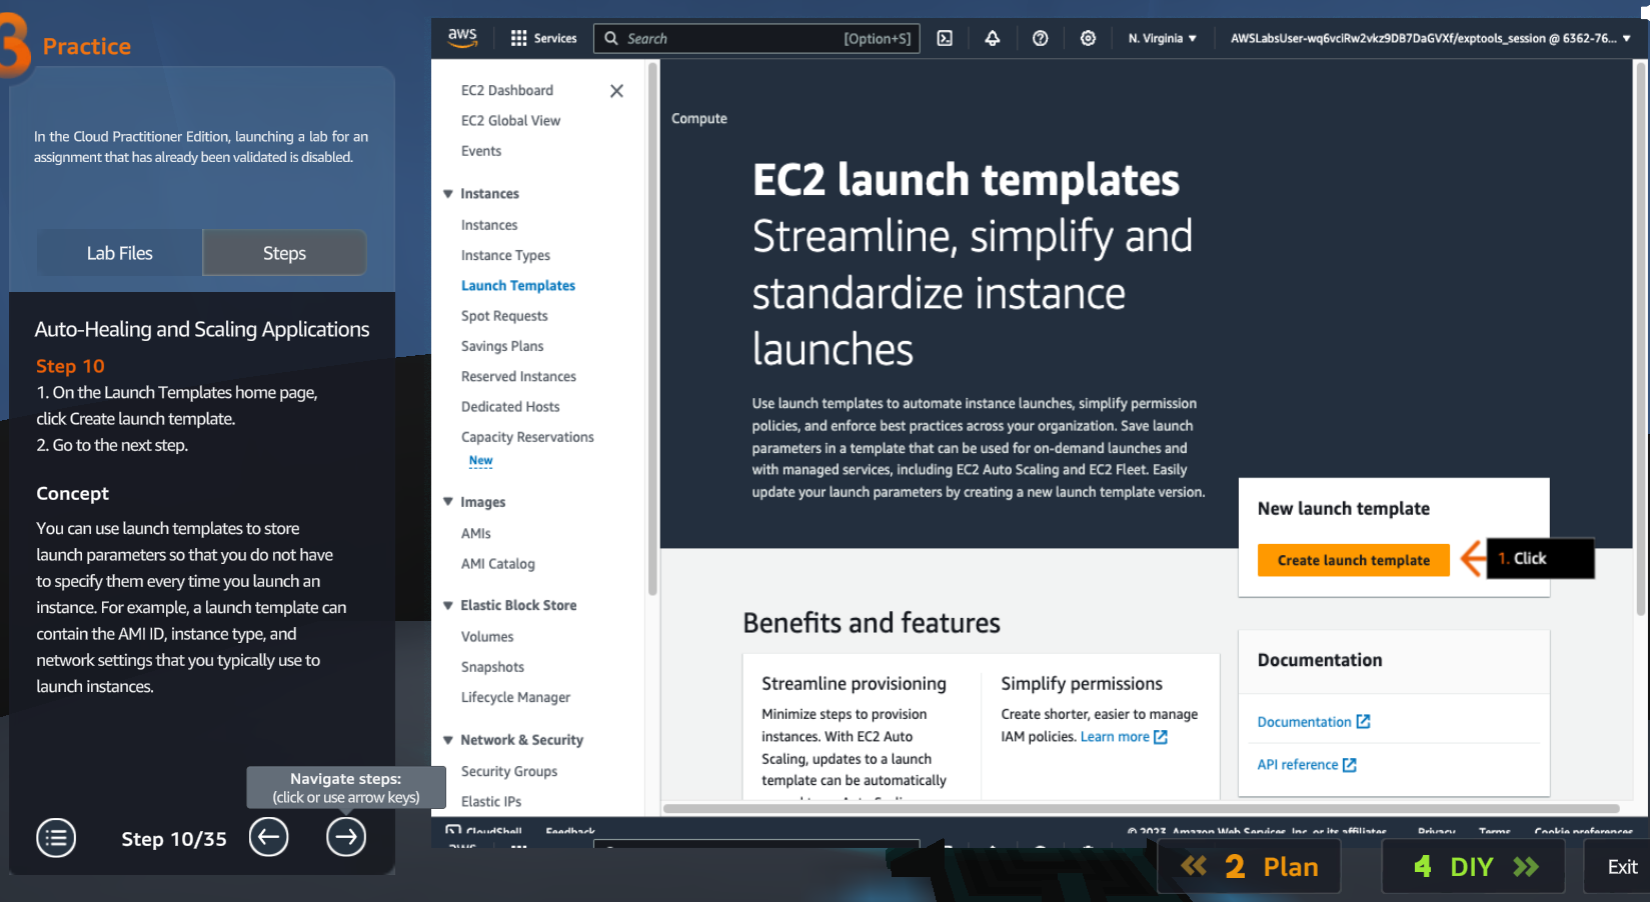 3 Practice
In the Cloud Practitioner Edition, launching a lab for an
assignment that has already been validated is disabled.
Lab Files
Steps
Auto-Healing and Scaling Applications
Step 10
1. On the Launch Templates home page,
click Create launch template.
2. Go to the next step.
Concept
You can use launch templates to store
launch parameters so that you do not have
to specify them every time you launch an
instance. For example, a launch template can
contain the AMI ID, instance type, and
network settings that you typically use to
launch instances.
Navigate steps:
(click or use arrow keys)
Step 10/35
aws
Services
Search
[Option+S]
N. Virginia
AWSLabsUser-wq6vciRw2vkz9DB7DaGVXf/exptools_session @ 6362-76...
EC2 Dashboard
EC2 Global View
Events
Instances
Instances
Instance Types
Launch Templates
Spot Requests
Savings Plans
Reserved Instances
Dedicated Hosts
Capacity Reservations
New
Images
AMIs
AMI Catalog
Elastic Block Store
Volumes
Snapshots
Lifecycle Manager
Network & Security
Security Groups
Elastic IPs
Compute
EC2 launch templates
Streamline, simplify and
standardize instance
launches
Use launch templates to automate instance launches, simplify permission
policies, and enforce best practices across your organization. Save launch
parameters in a template that can be used for on-demand launches and
with managed services, including EC2 Auto Scaling and EC2 Fleet. Easily
update your launch parameters by creating a new launch template version.
New launch template
Create launch template
1. Click
Benefits and features
Streamline provisioning
Minimize steps to provision
instances. With EC2 Auto
Scaling, updates to a launch
template can be automatically
Simplify permissions
Create shorter, easier to manage
IAM policies. Learn more
Documentation
Documentation
API reference
CloudShell
Feedback
© 2023, Amazon Web Services, Inc. or its affiliates.
Privacy
Terms
Cookie preferences
2 Plan
4 DIY
Exit